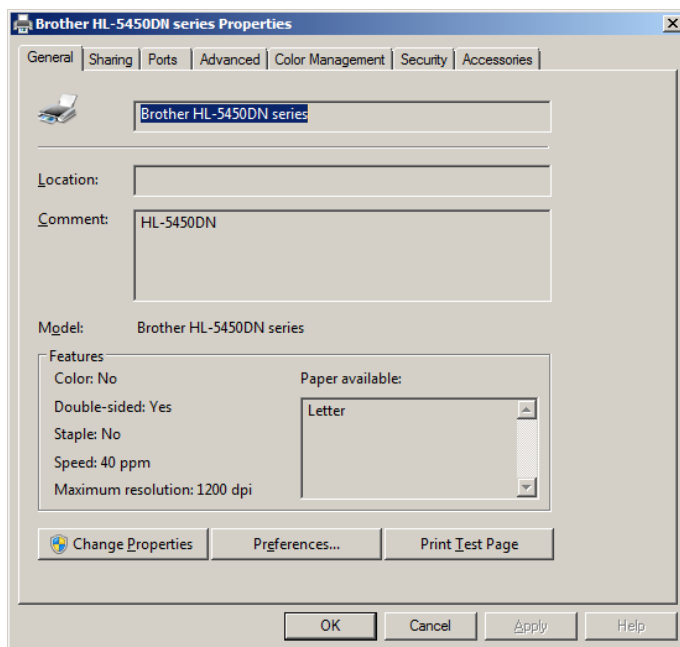 Brother HL-5450DN series Properties
General Sharing Ports Advanced Color Management Security Accessories
Brother HL-5450DN series
Location:
Comment: HL-5450DN
Model: Brother HL-5450DN series
Features
Color: No Paper available:
Double-sided: Yes Letter
Staple: No
Speed: 40 ppm
Maximum resolution: 1200 dpi
Change Properties Preferences... Print Test Page
OK Cancel Apply Help